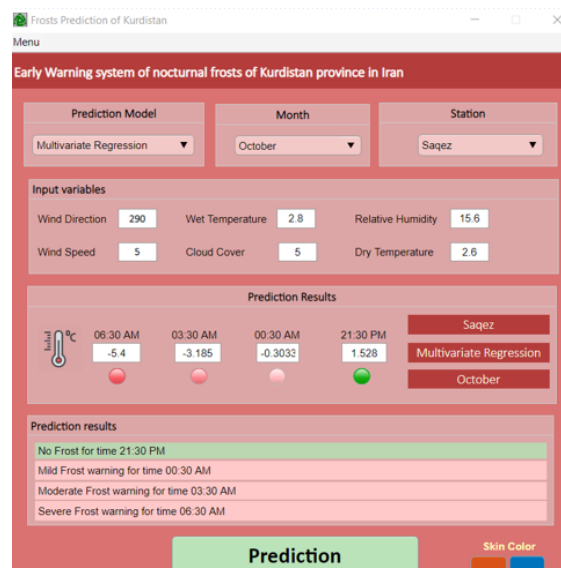 Frosts Prediction of Kurdistan
Menu
Early Warning system of nocturnal frosts of Kurdistan province in Iran
Prediction Model
Month
Station
Multivariate Regression
October
Saqez
Input variables
Wind Direction 290 Wet Temperature 2.8 Relative Humidity 15.6
Wind Speed 5 Cloud Cover 5 Dry Temperature 2.6
Prediction Results
°C
06:30 AM 03:30 AM 00:30 AM 21:30 PM
-5.4 -3.185 -0.3033 1.528
Saqez
Multivariate Regression
October
Prediction results
No Frost for time 21:30 PM
Mild Frost warning for time 00:30 AM
Moderate Frost warning for time 03:30 AM
Severe Frost warning for time 06:30 AM
Prediction
Skin Color